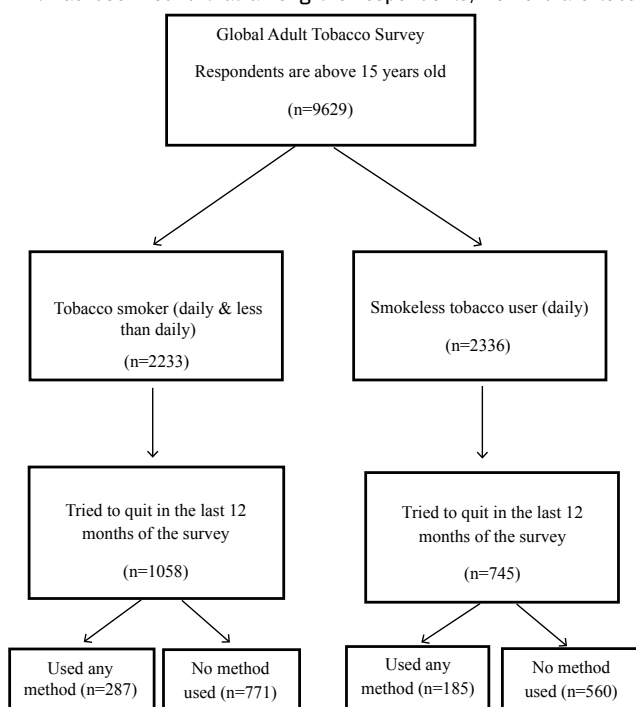 Global Adult Tobacco Survey
Respondents are above 15 years old
(n=9629)
Tobacco smoker (daily & less
than daily)
(n=2233)
Smokeless tobacco user (daily)
(n=2336)
Tried to quit in the last 12
months of the survey
(n=1058)
Tried to quit in the last 12
months of the survey
(n=745)
Used any
method (n=287)
No method
used (n=771)
Used any
method (n=185)
No method
used (n=560)